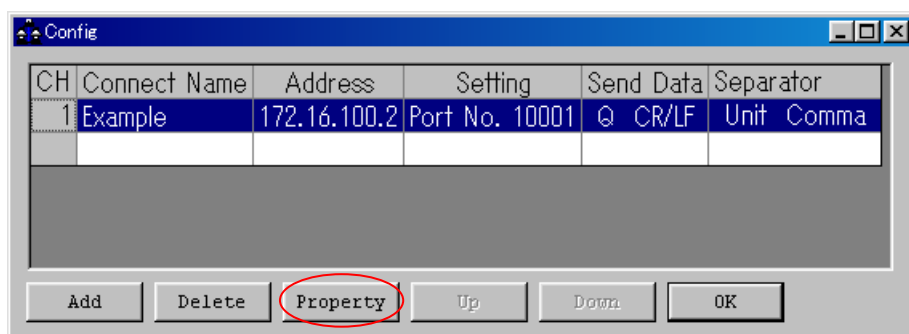 Config
CH Connect Name Address Setting Send Data Separator
1 Example 172.16.100.2 Port No. 10001 Q CR/LF Unit Comma
Add Delete Property Up Down OK